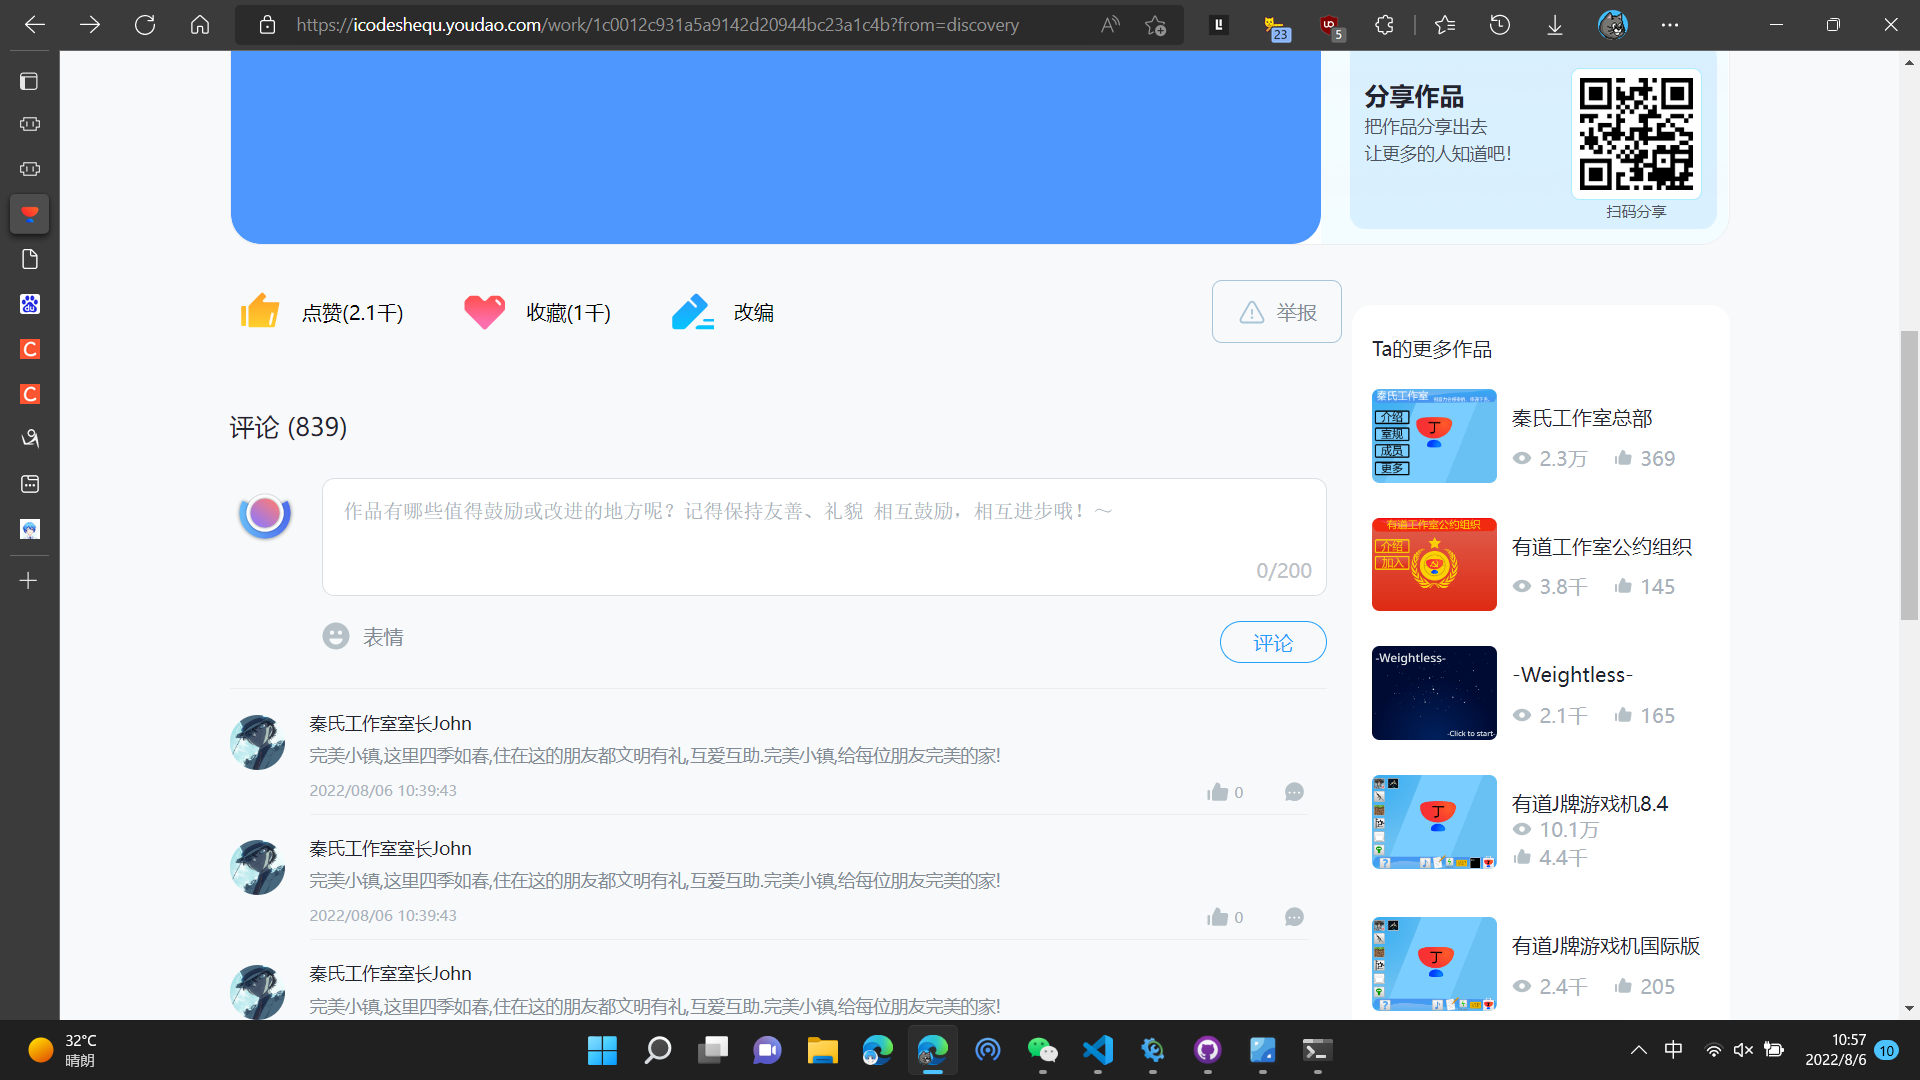 https://icodeshequ.youdao.com/work/1c0012c931a5a9142d20944bc23a1c4b?from=discovery
23
5
分享作品
把作品分享出去
让更多的人知道吧！
扫码分享
点赞(2.1千)
收藏(1千)
改编
举报
评论 (839)
作品有哪些值得鼓励或改进的地方呢？记得保持友善、礼貌 相互鼓励，相互进步哦！～
0/200
表情
评论
秦氏工作室室长John
完美小镇,这里四季如春,住在这的朋友都文明有礼,互爱互助.完美小镇,给每位朋友完美的家!
2022/08/06 10:39:43
0
秦氏工作室室长John
完美小镇,这里四季如春,住在这的朋友都文明有礼,互爱互助.完美小镇,给每位朋友完美的家!
2022/08/06 10:39:43
0
秦氏工作室室长John
完美小镇,这里四季如春,住在这的朋友都文明有礼,互爱互助.完美小镇,给每位朋友完美的家!
Ta的更多作品
秦氏工作室
介绍
室规
成员
更多
丁
秦氏工作室总部
2.3万
369
有道工作室公约组织
介绍
加入
有道工作室公约组织
3.8千
145
-Weightless-
-Click to start-
-Weightless-
2.1千
165
丁
有道J牌游戏机8.4
10.1万
4.4千
丁
有道J牌游戏机国际版
2.4千
205
32°C
晴朗
中
10:57
2022/8/6
10